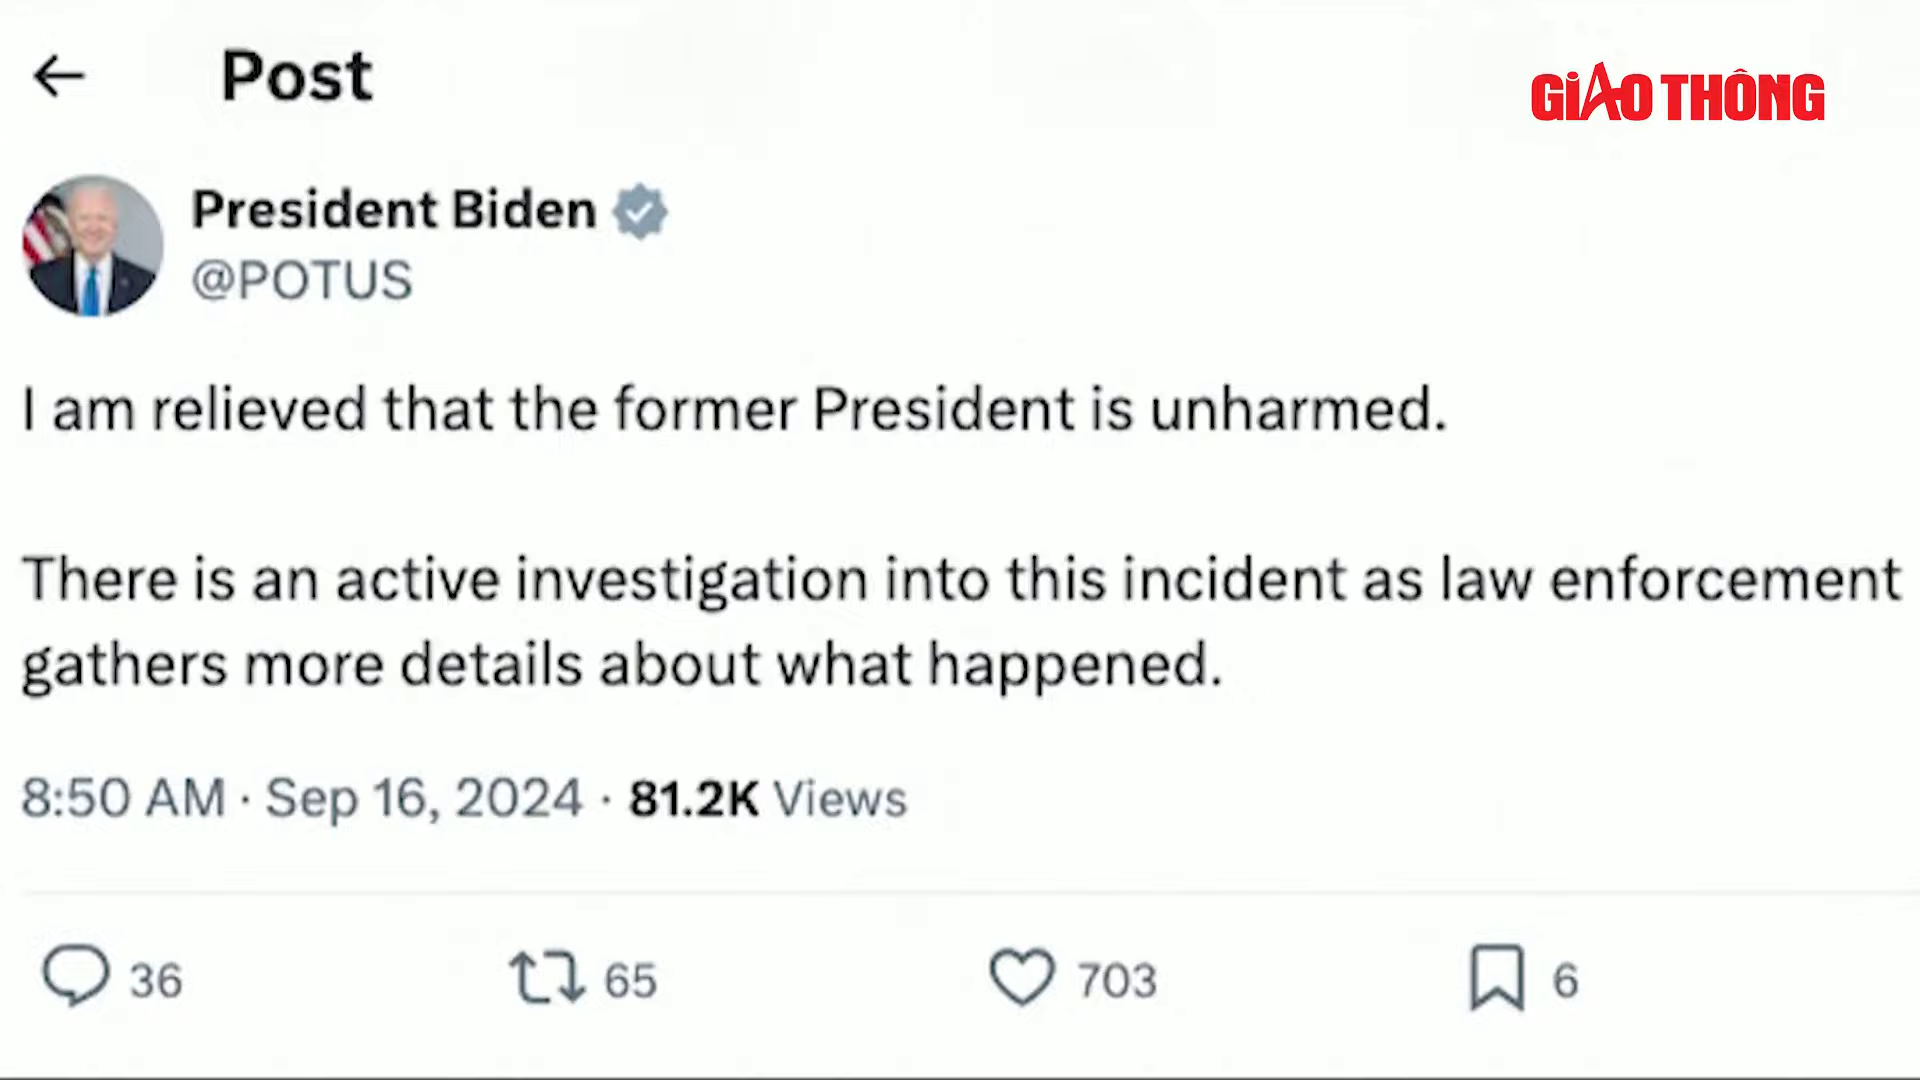 Post
GIAO THÔNG
President Biden
@POTUS
I am relieved that the former President is unharmed.
There is an active investigation into this incident as law enforcement
gathers more details about what happened.
8:50 AM · Sep 16, 2024 · 81.2K Views
36 65 703 6